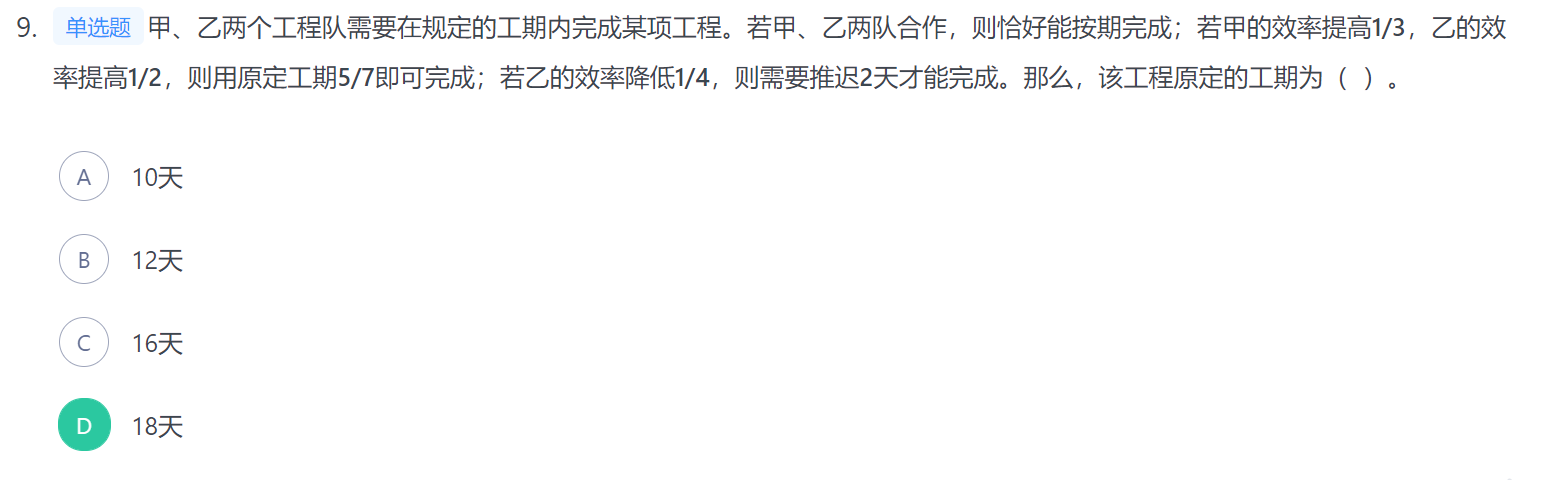 9. 单选题 甲、乙两个工程队需要在规定的工期内完成某项工程。若甲、乙两队合作，则恰好能按期完成；若甲的效率提高1/3，乙的效
率提高1/2，则用原定工期5/7即可完成；若乙的效率降低1/4，则需要推迟2天才能完成。那么，该工程原定的工期为（ ）。
A 10天
B 12天
C 16天
D 18天